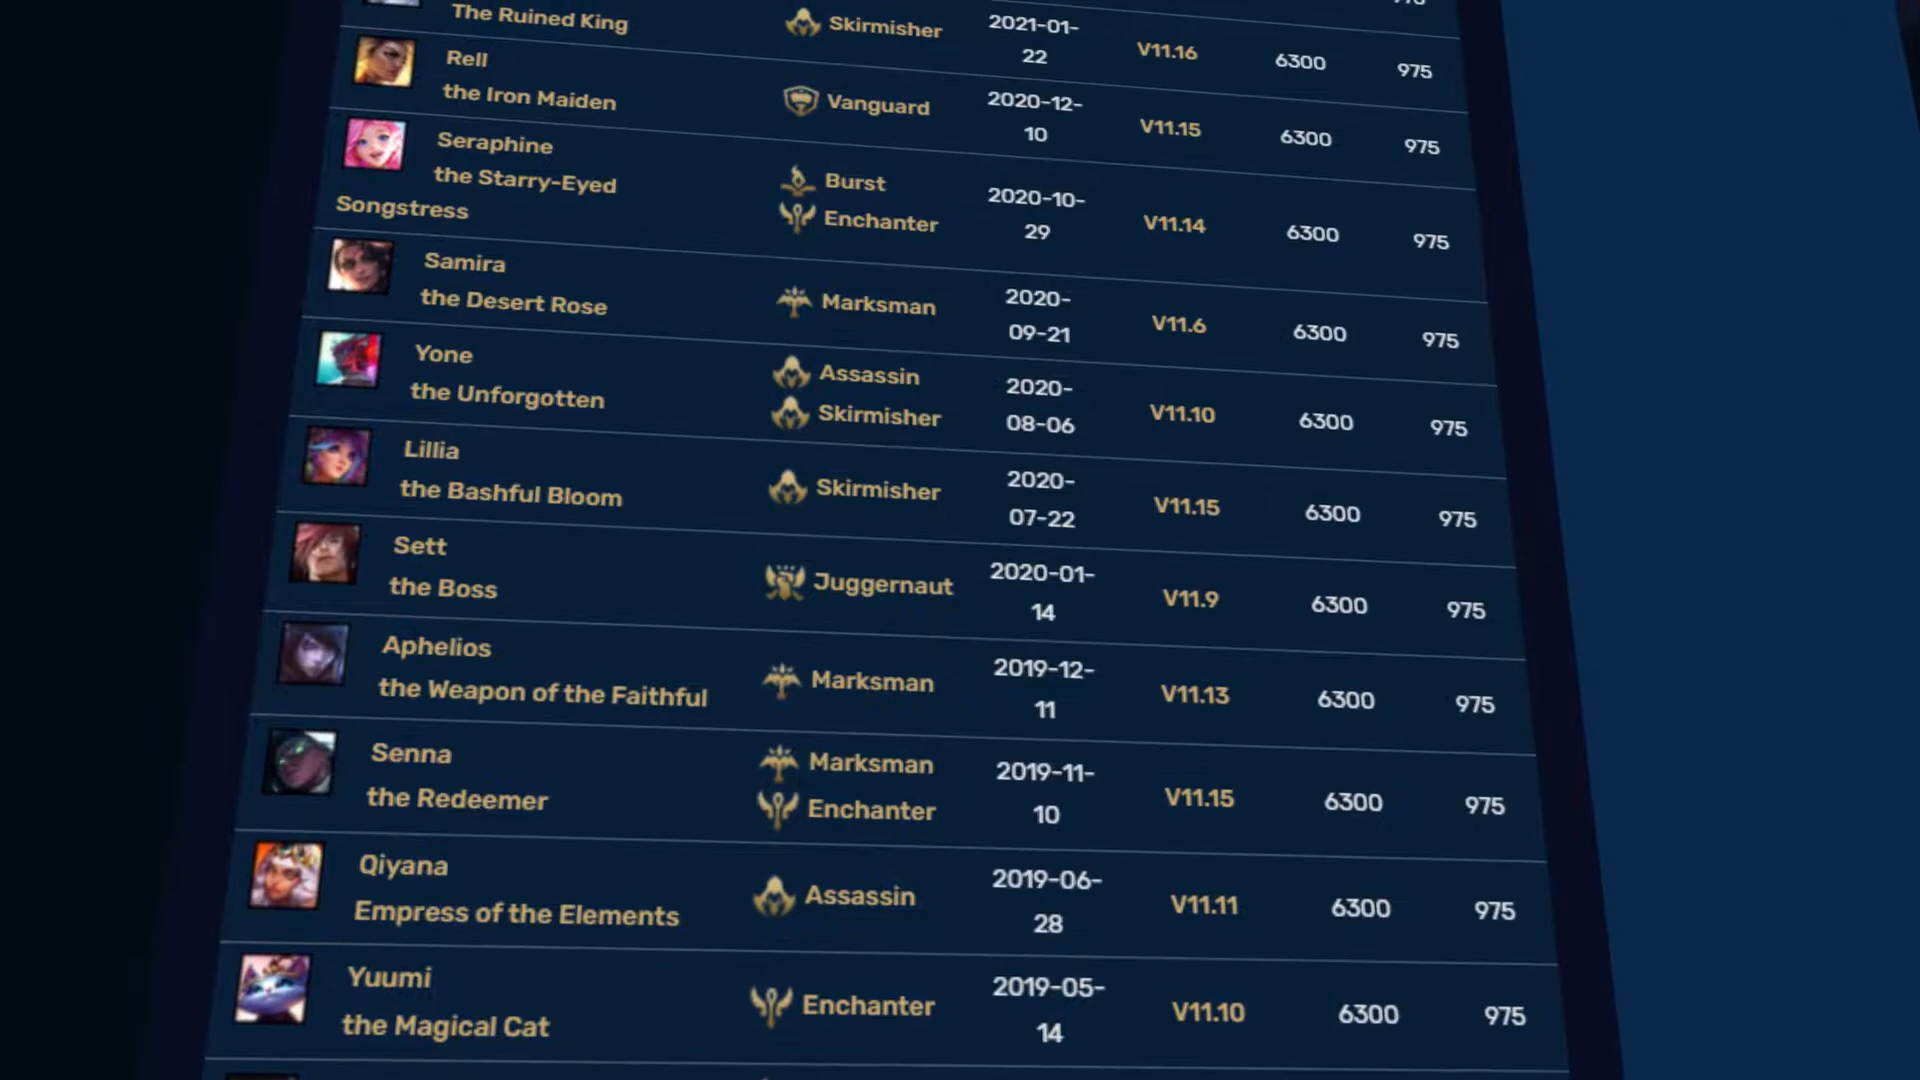 The Ruined King Skirmisher 2021-01-
22 V11.16 6300 975
Rell
the Iron Maiden Vanguard 2020-12-
10 V11.15 6300 975
Seraphine
the Starry-Eyed
Songstress
Burst
Enchanter
2020-10-
29 V11.14 6300 975
Samira
the Desert Rose Marksman 2020-
09-21 V11.6 6300 975
Yone
the Unforgotten
Assassin
Skirmisher
2020-
08-06 V11.10 6300 975
Lillia
the Bashful Bloom Skirmisher 2020-
07-22 V11.15 6300 975
Sett
the Boss Juggernaut 2020-01-
14 V11.9 6300 975
Aphelios
the Weapon of the Faithful Marksman 2019-12-
11 V11.13 6300 975
Senna
the Redeemer
Marksman
Enchanter
2019-11-
10 V11.15 6300 975
Qiyana
Empress of the Elements Assassin 2019-06-
28 V11.11 6300 975
Yuumi
the Magical Cat Enchanter 2019-05-
14 V11.10 6300 975